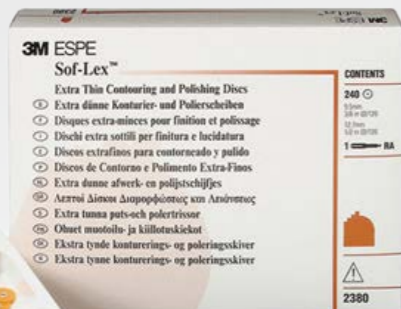 3M ESPE
Sof-Lex™
Extra Thin Contouring and Polishing Discs
Extra dünne Konturier- und Polierscheiben
Disques extra-minces pour finition et polissage
Dischi extra sottili per finitura e lucidatura
Discos extrafinos para contorneado y pulido
Discos de Contorno e Polimento Extra-Finos
Extra dunne afwerk- en polijstschijfjes
Λεπτοί Δίσκοι Διαμορφώσεως και Λειάνσεως
Extra tunna puts-och polertrissor
Ohuet muotoilu- ja kiillotuskiekot
Ekstra tynde konturerings- og poleringsskiver
Ekstra tynne konturerings- og poleringsskiver
CONTENTS
240
1 RA
2380